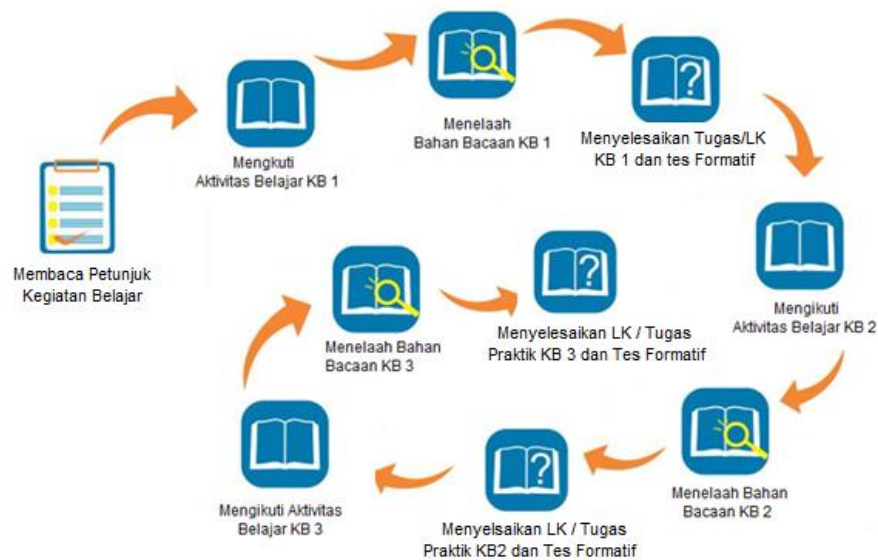 Membaca Petunjuk
Kegiatan Belajar
Mengkuti
Aktivitas Belajar KB 1
Menelaah
Bahan Bacaan KB 1
?
Menyelesaikan Tugas/LK
KB 1 dan tes Formatif
Mengikuti
Aktivitas Belajar KB 2
Menelaah Bahan
Bacaan KB 2
?
Menyelsaikan LK / Tugas
Praktik KB2 dan Tes Formatif
Mengikuti Aktivitas
Belajar KB 3
Menelaah Bahan
Bacaan KB 3
?
Menyelesaikan LK / Tugas
Praktik KB 3 dan Tes Formatif